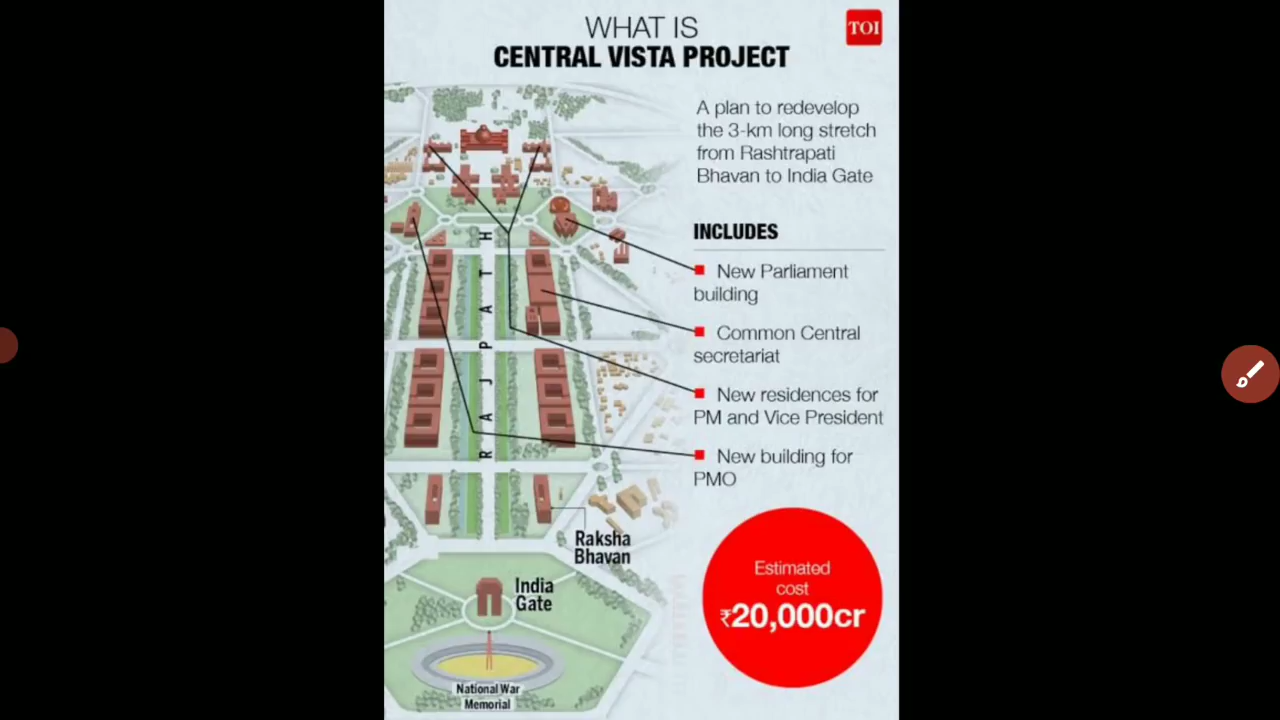 WHAT IS
TOI
CENTRAL VISTA PROJECT
A plan to redevelop
the 3-km long stretch
from Rashtrapati
Bhavan to India Gate
INCLUDES
New Parliament
building
Common Central
secretariat
New residences for
PM and Vice President
New building for
PMO
Estimated
cost
₹20,000cr
RAJPATH
Raksha
Bhavan
India
Gate
National War
Memorial